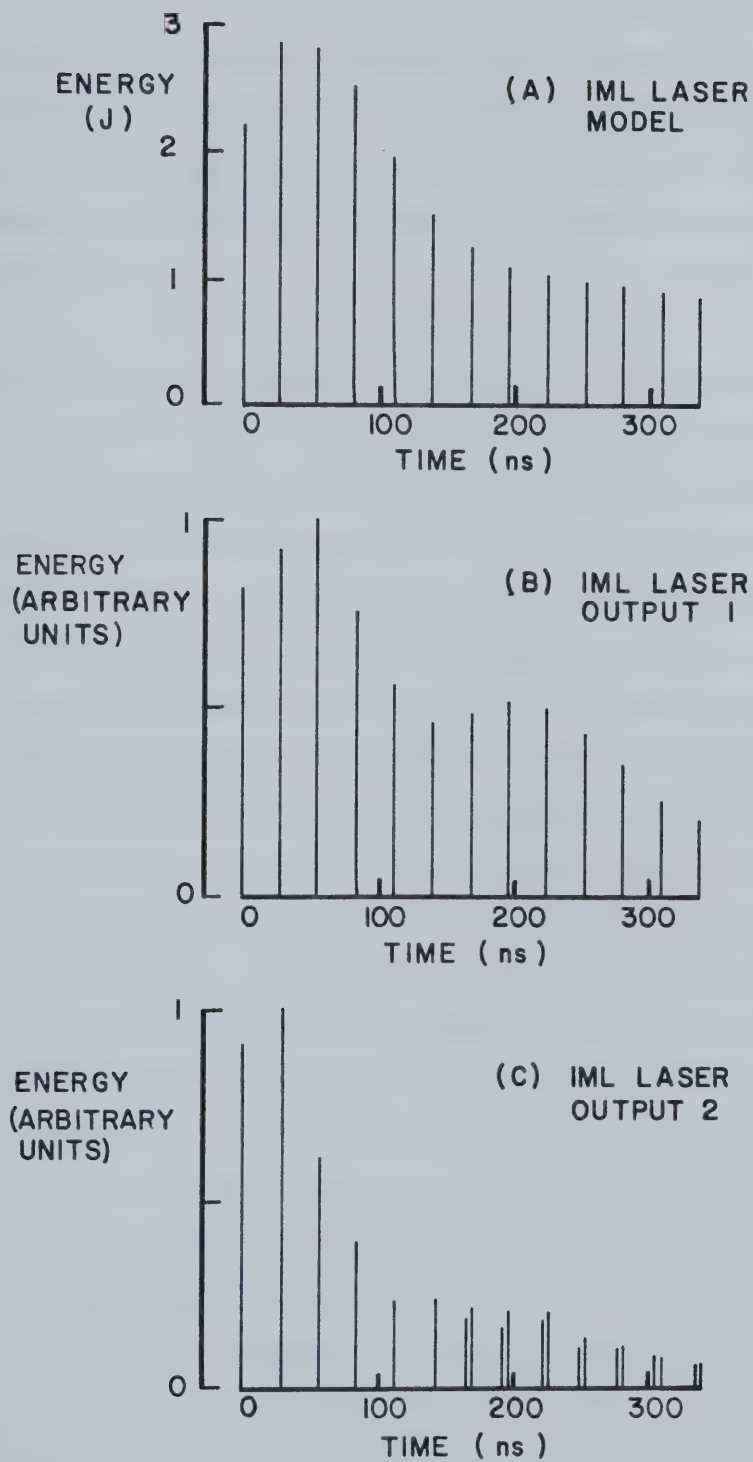 3
ENERGY
(J)
(A) IML LASER
MODEL
2
1
0
0 100 200 300
TIME (ns)
1
ENERGY
(ARBITRARY
UNITS)
(B) IML LASER
OUTPUT 1
0
0 100 200 300
TIME (ns)
1
ENERGY
(ARBITRARY
UNITS)
(C) IML LASER
OUTPUT 2
0
0 100 200 300
TIME (ns)